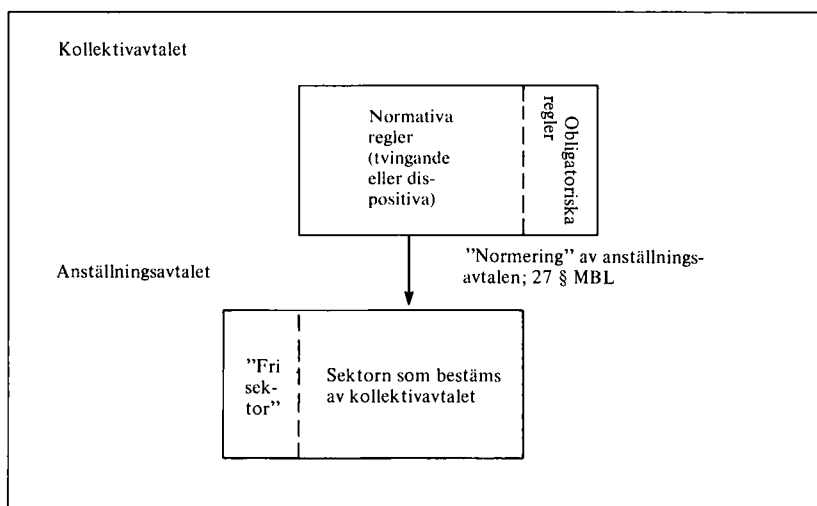 Kollektivavtalet
Normativa
regler
(tvingande
eller dis-
positiva)
Obligatoriska
regler
”Normering” av anställnings-
avtalen; 27 § MBL
Anställningsavtalet
”Fri
sek-
tor”
Sektorn som bestäms
av kollektivavtalet